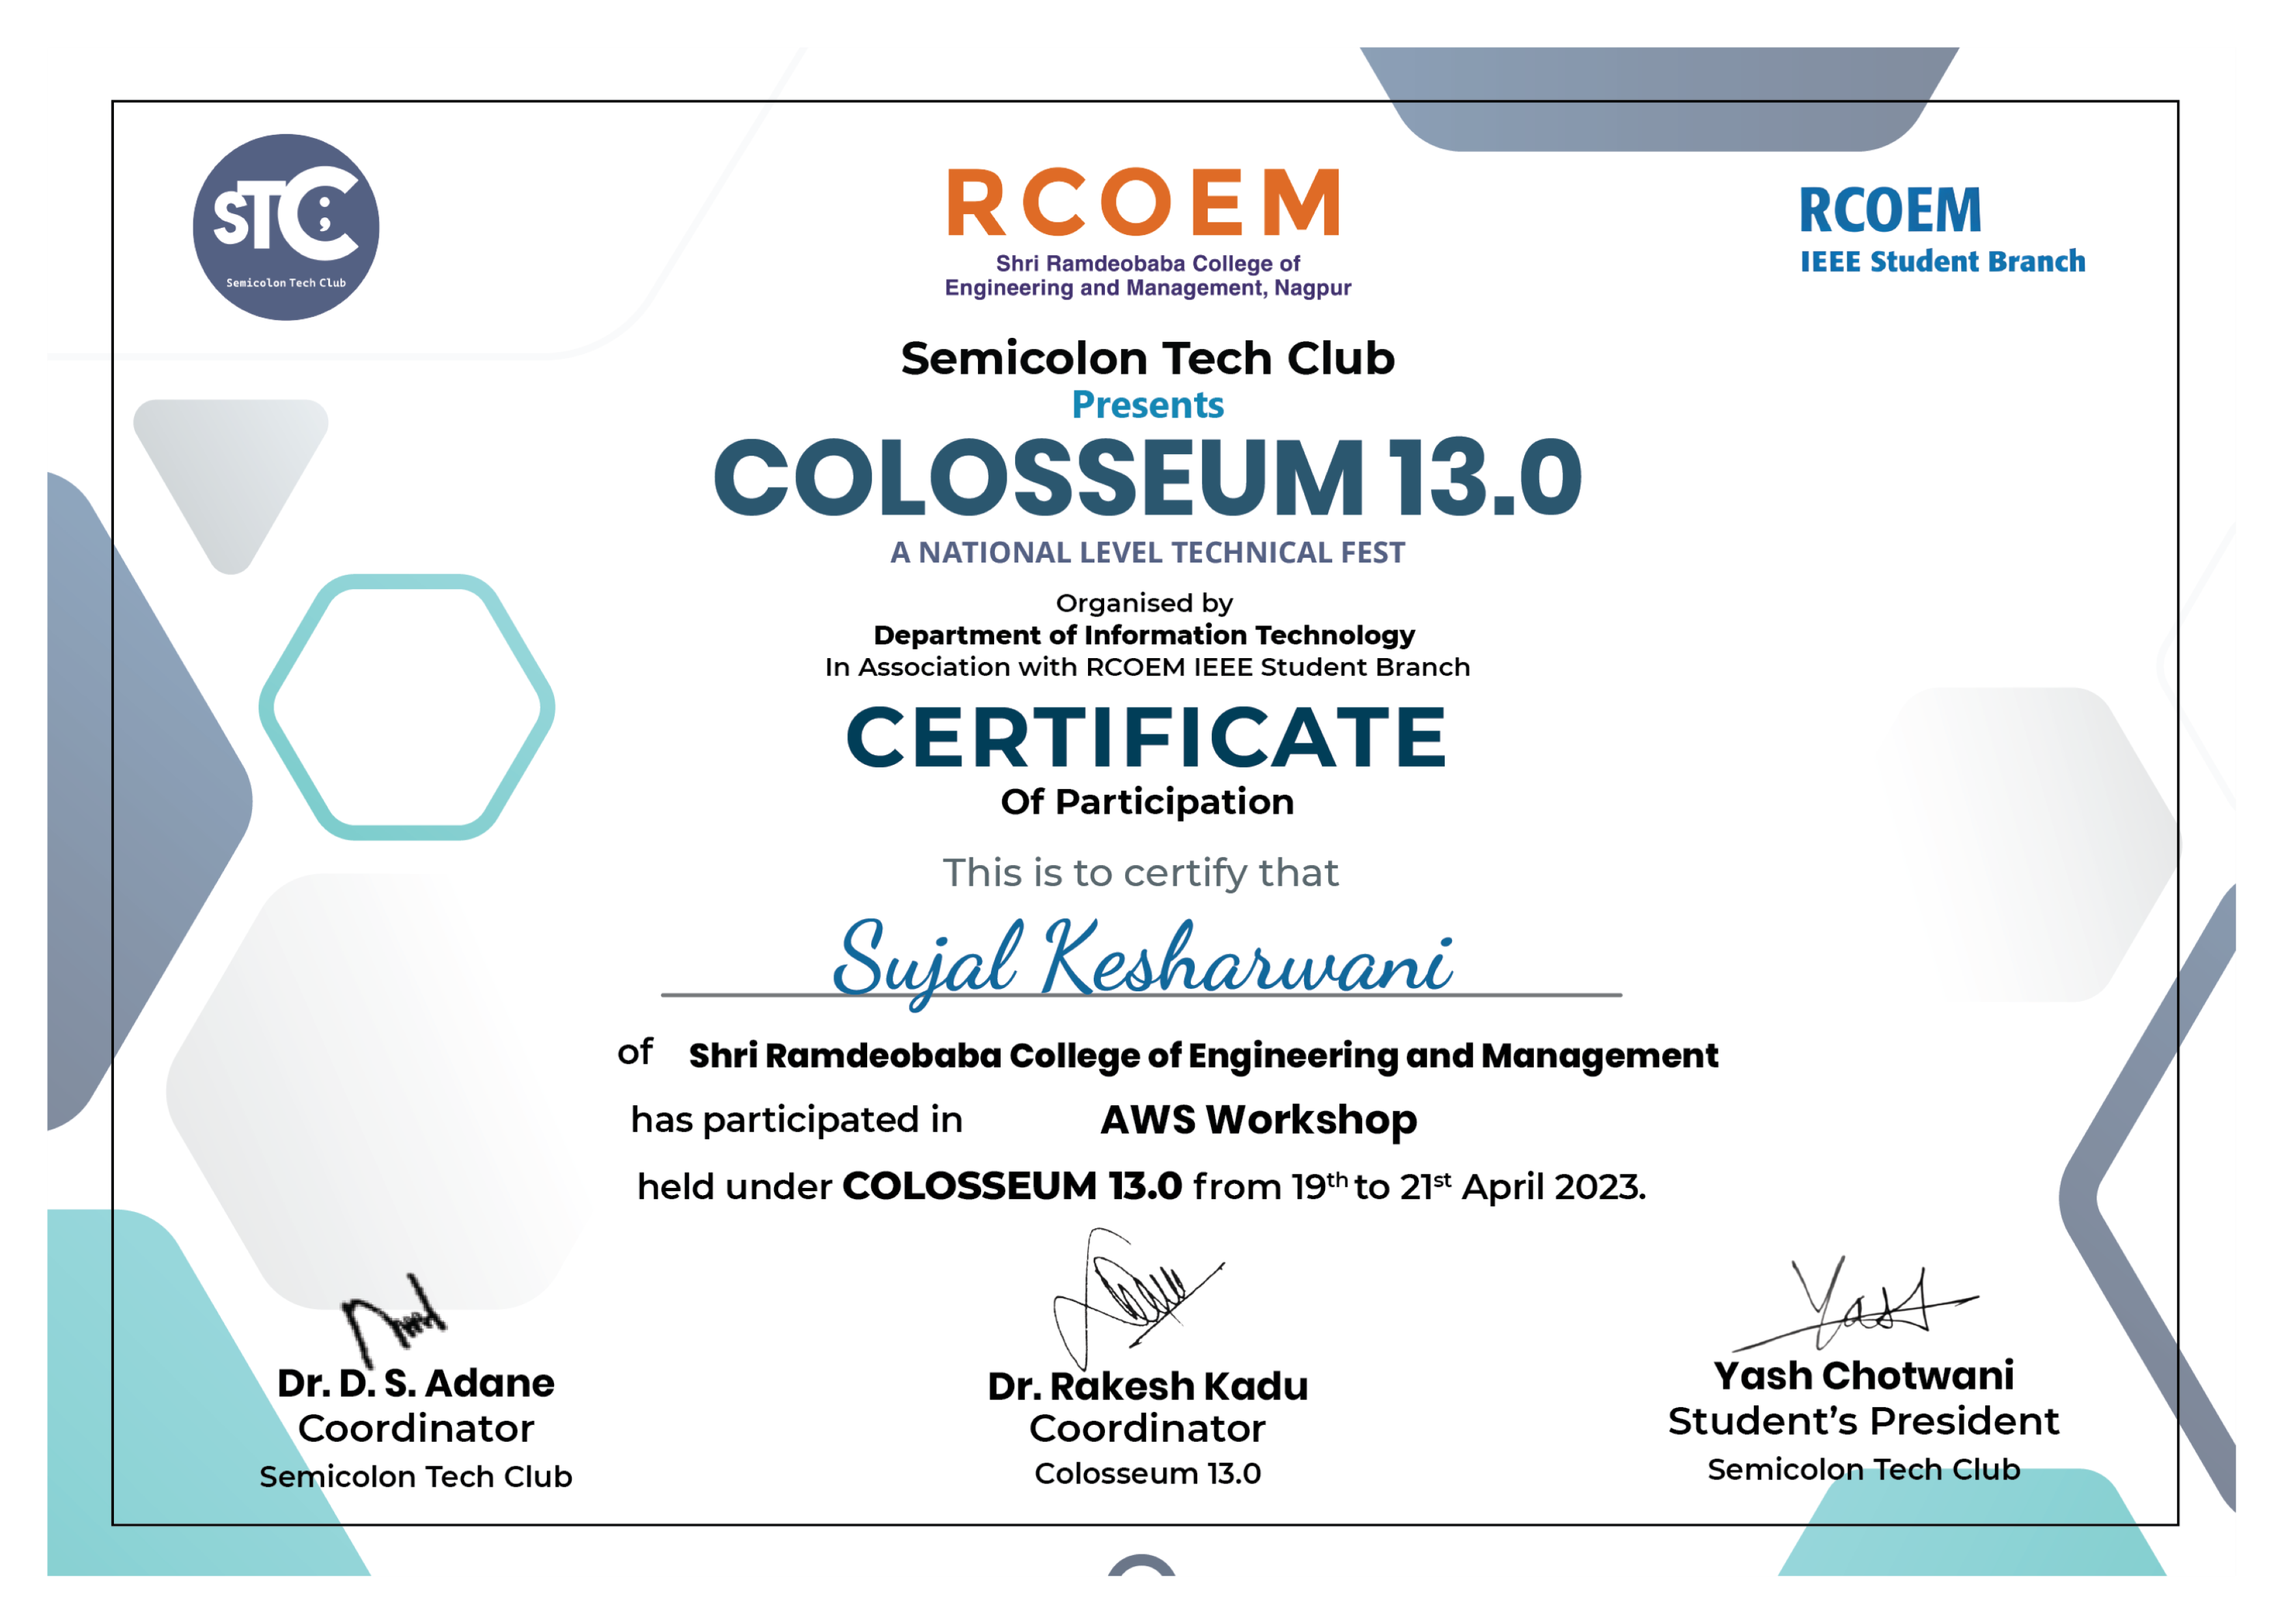 STC;
Semicolon Tech Club
RCOEM
Shri Ramdeobaba College of
Engineering and Management, Nagpur
RCOEM
IEEE Student Branch
Semicolon Tech Club
Presents
COLOSSEUM 13.0
A NATIONAL LEVEL TECHNICAL FEST
Organised by
Department of Information Technology
In Association with RCOEM IEEE Student Branch
CERTIFICATE
Of Participation
This is to certify that
Sujal Kesharwani
of Shri Ramdeobaba College of Engineering and Management
has participated in AWS Workshop
held under COLOSSEUM 13.0 from 19th to 21st April 2023.
Yash
Dr. D. S. Adane
Coordinator
Semicolon Tech Club
Dr. Rakesh Kadu
Coordinator
Colosseum 13.0
Yash Chotwani
Student's President
Semicolon Tech Club